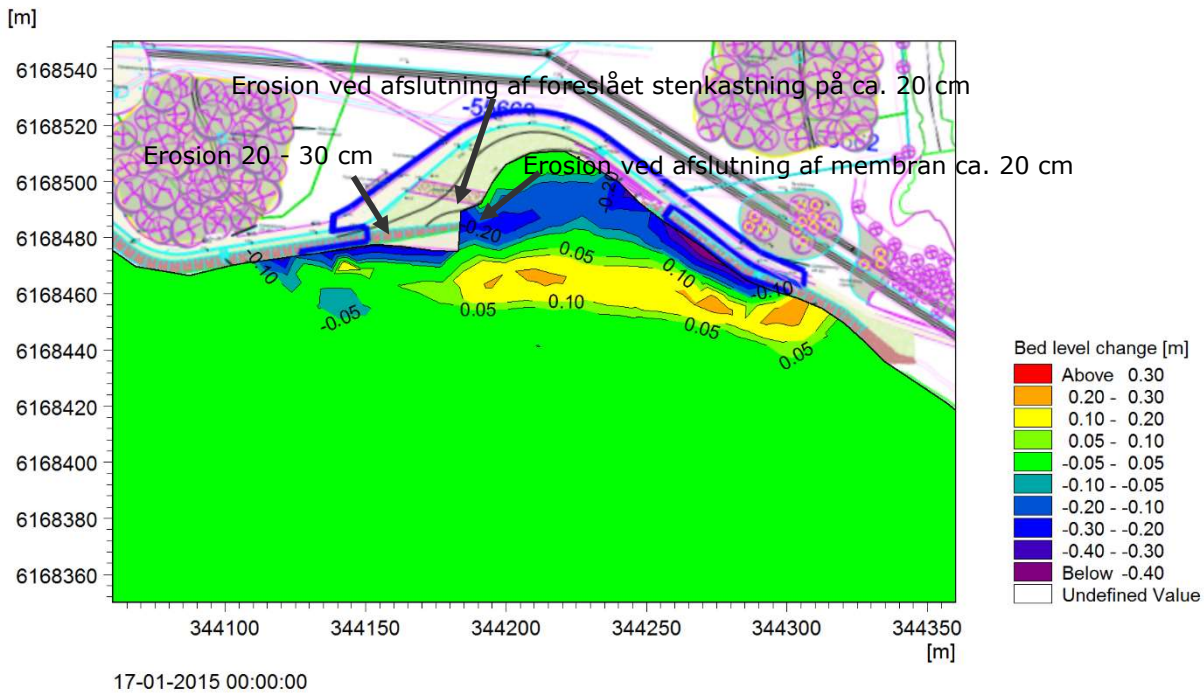 [m]
6168540
6168520
6168500
6168480
6168460
6168440
6168420
6168400
6168380
6168360
Erosion ved afslutning af foreslået stenkastning på ca. 20 cm
Erosion 20 - 30 cm
Erosion ved afslutning af membran ca. 20 cm
-0.20
-0.20
-0.10
0.10
-0.10
-0.05
0.05
0.10
0.05
0.05
344100
344150
344200
344250
344300
344350
[m]
17-01-2015 00:00:00
Bed level change [m]
Above 0.30
0.20 - 0.30
0.10 - 0.20
0.05 - 0.10
-0.05 - 0.05
-0.10 - -0.05
-0.20 - -0.10
-0.30 - -0.20
-0.40 - -0.30
Below -0.40
Undefined Value